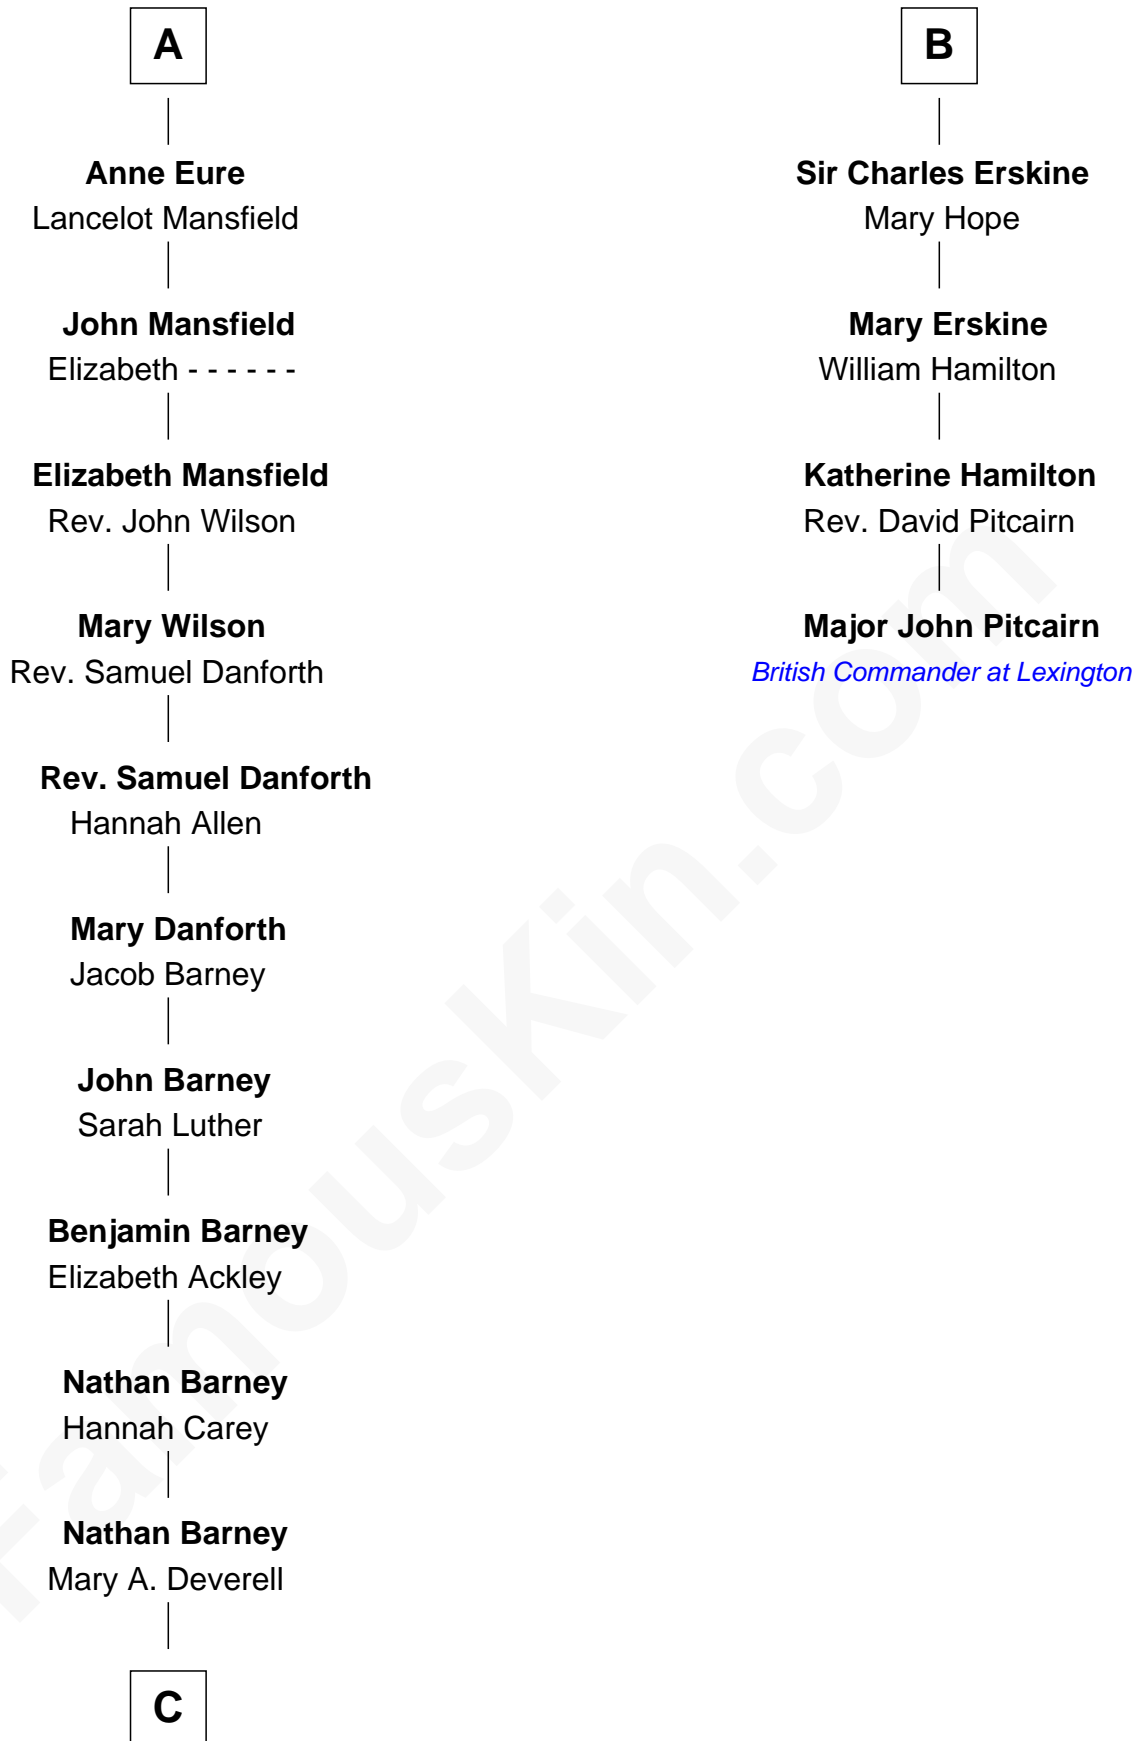 A
Anne Eure
Lancelot Mansfield
John Mansfield
Elizabeth - - - - - -
Elizabeth Mansfield
Rev. John Wilson
Mary Wilson
Rev. Samuel Danforth
Rev. Samuel Danforth
Hannah Allen
Mary Danforth
Jacob Barney
John Barney
Sarah Luther
Benjamin Barney
Elizabeth Ackley
Nathan Barney
Hannah Carey
Nathan Barney
Mary A. Deverell
C
B
Sir Charles Erskine
Mary Hope
Mary Erskine
William Hamilton
Katherine Hamilton
Rev. David Pitcairn
Major John Pitcairn
British Commander at Lexington
FamousKin.com